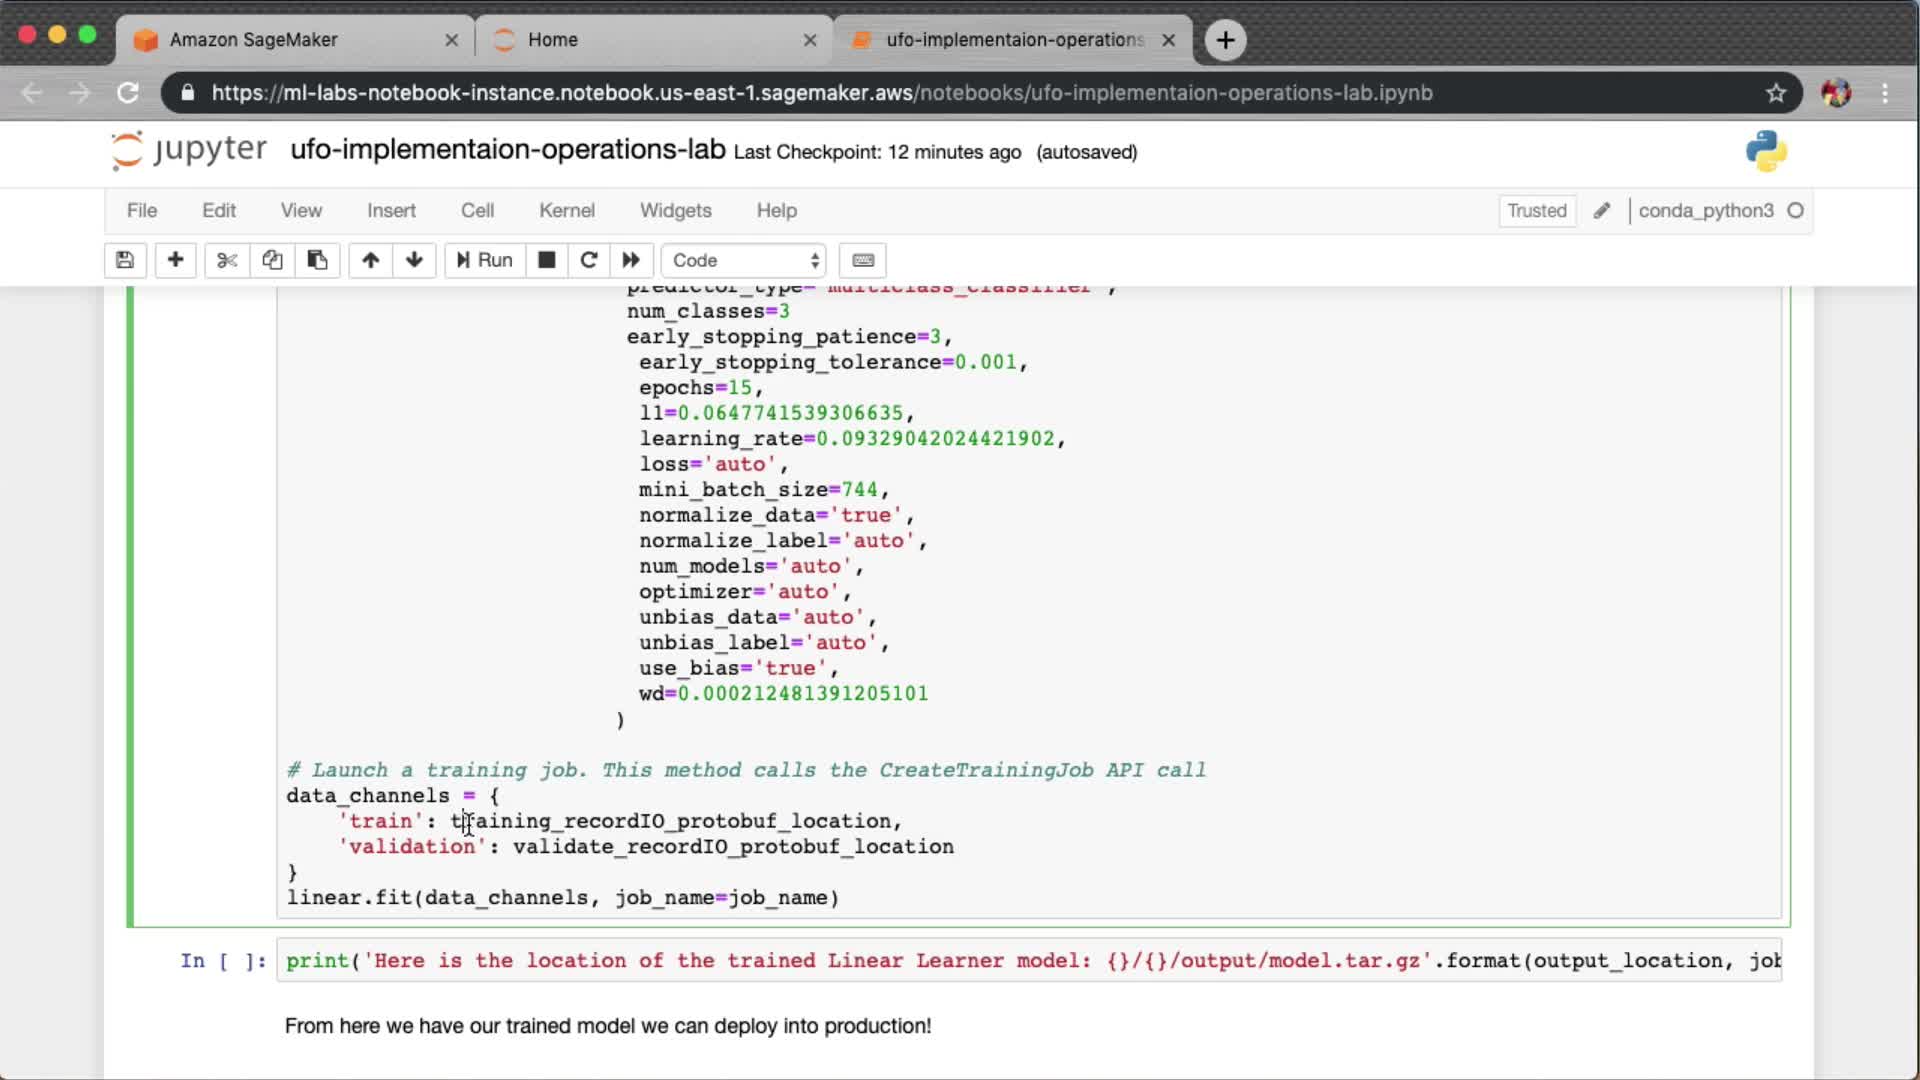 Amazon SageMaker
Home
ufo-implementaion-operations
https://ml-labs-notebook-instance.notebook.us-east-1.sagemaker.aws/notebooks/ufo-implementaion-operations-lab.ipynb
jupyter ufo-implementaion-operations-lab Last Checkpoint: 12 minutes ago (autosaved)
File Edit View Insert Cell Kernel Widgets Help Trusted conda_python3
Run Code
predictor_type='multiclass_classifier',
num_classes=3
early_stopping_patience=3,
early_stopping_tolerance=0.001,
epochs=15,
l1=0.0647741539306635,
learning_rate=0.09329042024421902,
loss='auto',
mini_batch_size=744,
normalize_data='true',
normalize_label='auto',
num_models='auto',
optimizer='auto',
unbias_data='auto',
unbias_label='auto',
use_bias='true',
wd=0.000212481391205101
)
# Launch a training job. This method calls the CreateTrainingJob API call
data_channels = {
'train': training_recordIO_protobuf_location,
'validation': validate_recordIO_protobuf_location
}
linear.fit(data_channels, job_name=job_name)
In [ ]: print('Here is the location of the trained Linear Learner model: {}/{}/output/model.tar.gz'.format(output_location, job
From here we have our trained model we can deploy into production!